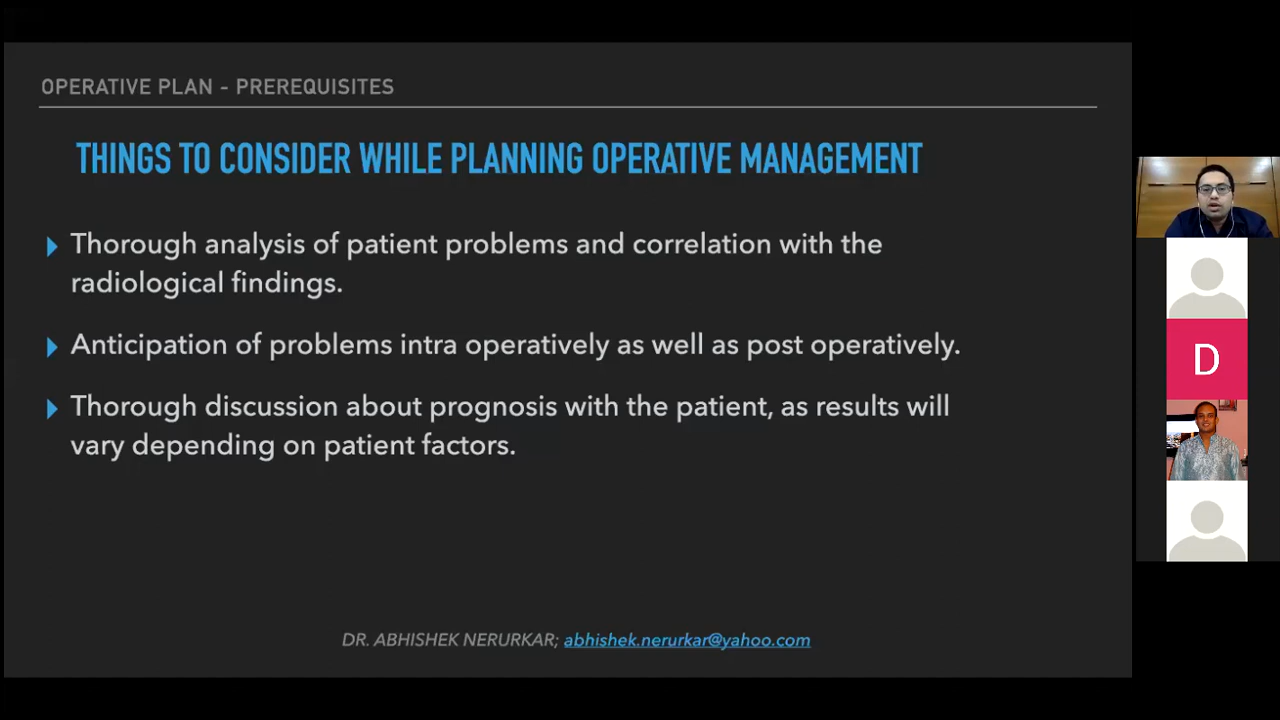 OPERATIVE PLAN - PREREQUISITES
THINGS TO CONSIDER WHILE PLANNING OPERATIVE MANAGEMENT
Thorough analysis of patient problems and correlation with the
radiological findings.
Anticipation of problems intra operatively as well as post operatively.
Thorough discussion about prognosis with the patient, as results will
vary depending on patient factors.
DR. ABHISHEK NERURKAR; abhishek.nerurkar@yahoo.com
D